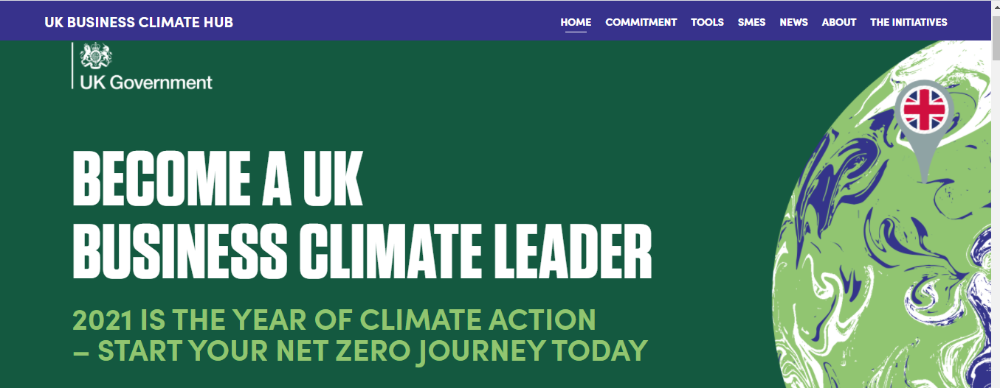 UK BUSINESS CLIMATE HUB
HOME COMMITMENT TOOLS SMES NEWS ABOUT THE INITIATIVES
UK Government
BECOME A UK
BUSINESS CLIMATE LEADER
2021 IS THE YEAR OF CLIMATE ACTION
– START YOUR NET ZERO JOURNEY TODAY